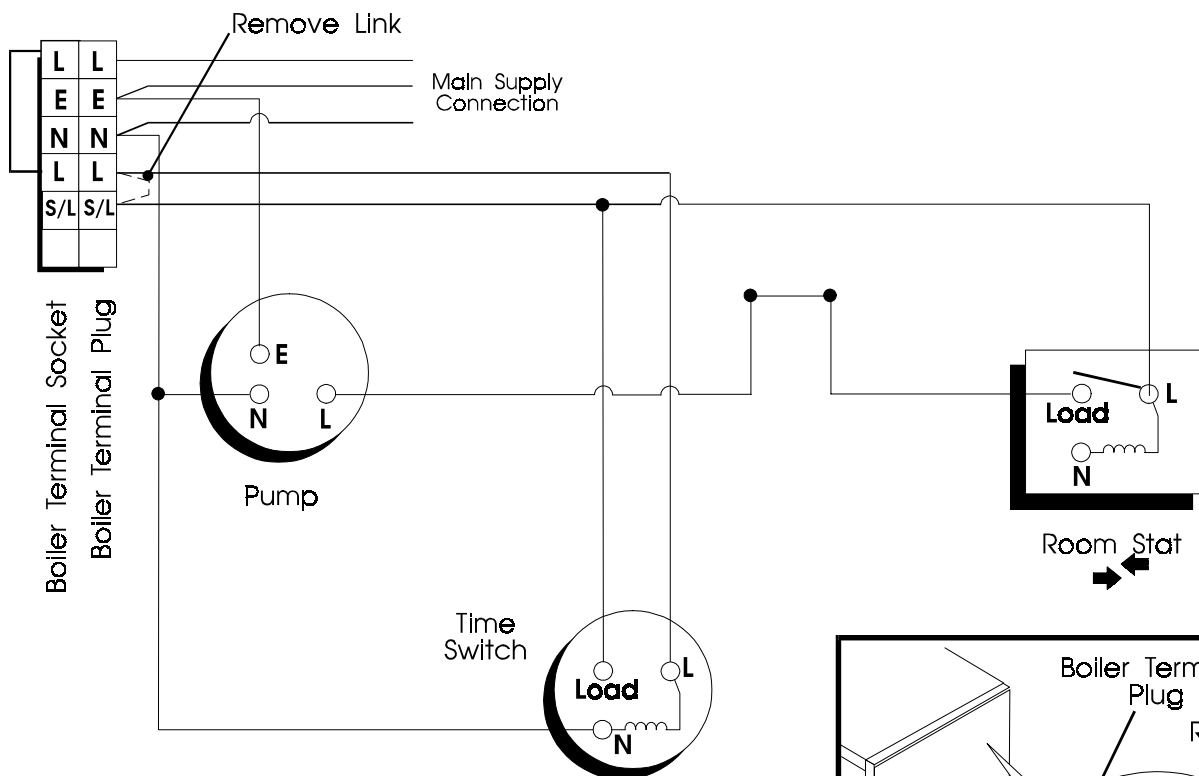 Remove Link
L L
E E
N N
L L
S/L S/L
Main Supply
Connection
Boiler Terminal Socket
Boiler Terminal Plug
E
N
L
Pump
Load
L
N
Room Stat
Time
Switch
Load
L
N
Boiler
Plug